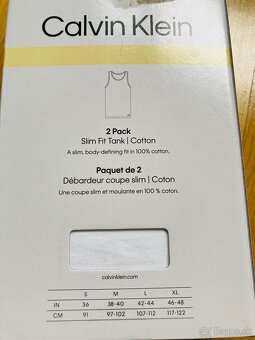 Calvin Klein
2 Pack
Slim Fit Tank | Cotton
A slim, body-defining fit in 100% cotton.
Paquet de 2
Débardeur coupe slim | Coton
Une coupe slim et moulante en 100 % coton.
calvinklein.com
S M L XL
IN 36 38-40 42-44 46-48
CM 91 97-102 107-112 117-122
bazar.sk